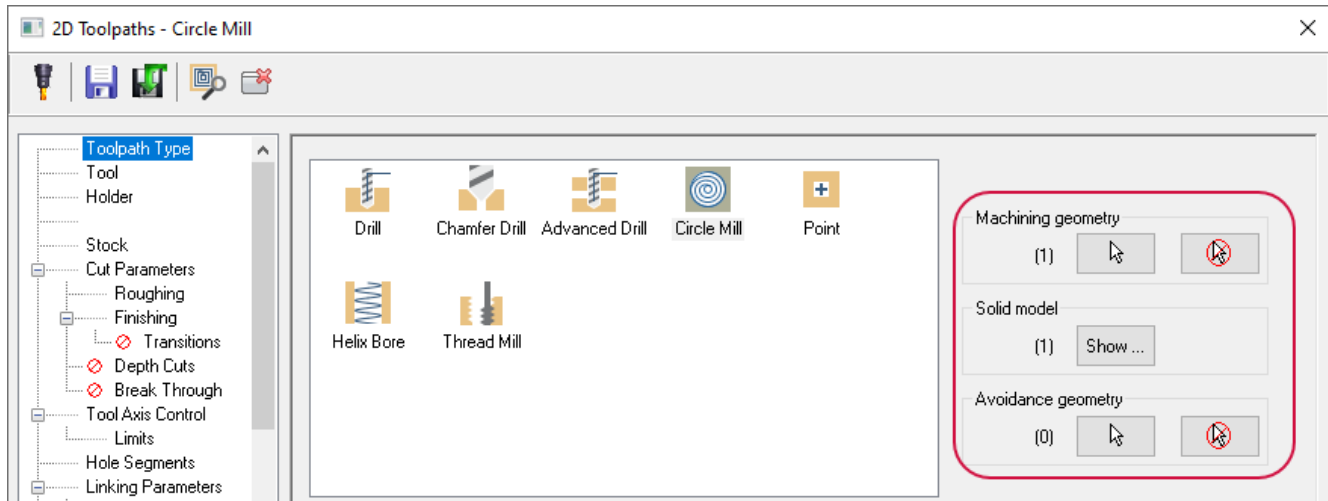 2D Toolpaths - Circle Mill
Toolpath Type
Tool
Holder
Stock
Cut Parameters
Roughing
Finishing
Transitions
Depth Cuts
Break Through
Tool Axis Control
Limits
Hole Segments
Linking Parameters
Drill Chamfer Drill Advanced Drill Circle Mill Point
Helix Bore Thread Mill
Machining geometry
(1)
Solid model
(1) Show ...
Avoidance geometry
(0)